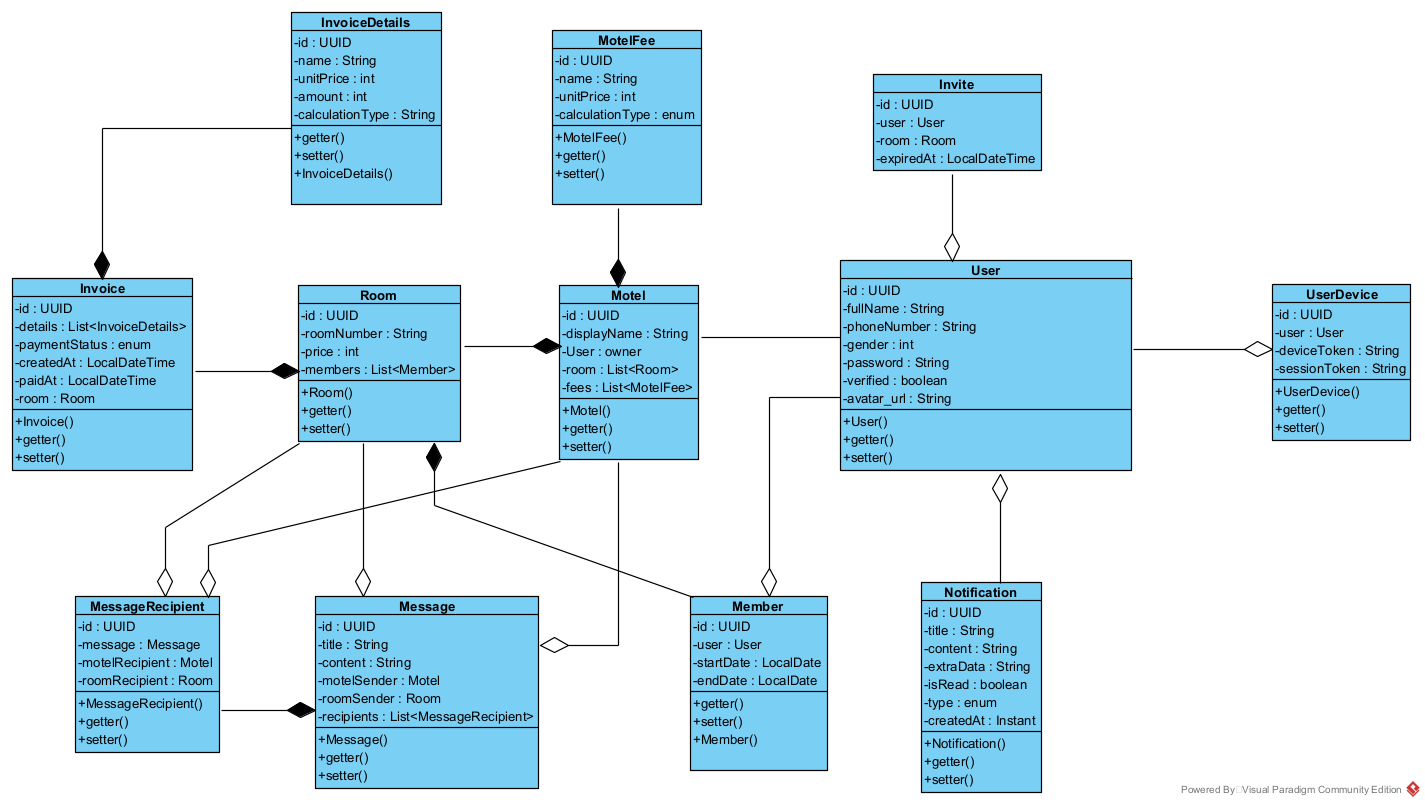 InvoiceDetails
-id : UUID
-name : String
-unitPrice : int
-amount : int
-calculationType : String
+getter()
+setter()
+InvoiceDetails()
MotelFee
-id : UUID
-name : String
-unitPrice : int
-calculationType : enum
+MotelFee()
+getter()
+setter()
Invite
-id : UUID
-user : User
-room : Room
-expiredAt : LocalDateTime
Invoice
-id : UUID
-details : List<InvoiceDetails>
-paymentStatus : enum
-createdAt : LocalDateTime
-paidAt : LocalDateTime
-room : Room
+Invoice()
+getter()
+setter()
Room
-id : UUID
-roomNumber : String
-price : int
-members : List<Member>
+Room()
+getter()
+setter()
Motel
-id : UUID
-displayName : String
-User : owner
-room : List<Room>
-fees : List<MotelFee>
+Motel()
+getter()
+setter()
User
-id : UUID
-fullName : String
-phoneNumber : String
-gender : int
-password : String
-verified : boolean
-avatar_url : String
+User()
+getter()
+setter()
UserDevice
-id : UUID
-user : User
-deviceToken : String
-sessionToken : String
+UserDevice()
+getter()
+setter()
MessageRecipient
-id : UUID
-message : Message
-motelRecipient : Motel
-roomRecipient : Room
+MessageRecipient()
+getter()
+setter()
Message
-id : UUID
-title : String
-content : String
-motelSender : Motel
-roomSender : Room
-recipients : List<MessageRecipient>
+Message()
+getter()
+setter()
Member
-id : UUID
-user : User
-startDate : LocalDate
-endDate : LocalDate
+getter()
+setter()
+Member()
Notification
-id : UUID
-title : String
-content : String
-extraData : String
-isRead : boolean
-type : enum
-createdAt : Instant
+Notification()
+getter()
+setter()
Powered By Visual Paradigm Community Edition